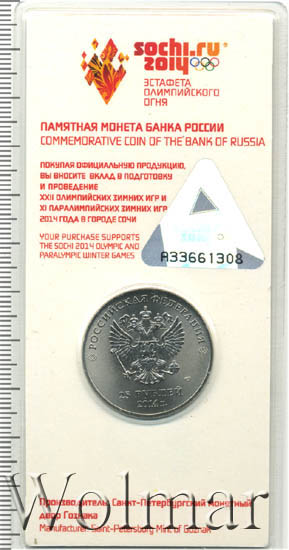 sochi.ru
2014
ЭСТАФЕТА
ОЛИМПИЙСКОГО
ОГНЯ
ПАМЯТНАЯ МОНЕТА БАНКА РОССИИ
COMMEMORATIVE COIN OF THE BANK OF RUSSIA
ПОКУПАЯ ОФИЦИАЛЬНУЮ ПРОДУКЦИЮ,
ВЫ ВНОСИТЕ ВКЛАД В ПОДГОТОВКУ
И ПРОВЕДЕНИЕ
XXII ОЛИМПИЙСКИХ ЗИМНИХ ИГР И
XI ПАРАЛИМПИЙСКИХ ЗИМНИХ ИГР
2014 ГОДА В ГОРОДЕ СОЧИ
YOUR PURCHASE SUPPORTS
THE SOCHI 2014 OLYMPIC AND
PARALYMPIC WINTER GAMES
A33661308
РОССИЙСКАЯ ФЕДЕРАЦИЯ
25 РУБЛЕЙ
2014 г.
Wolmar
Производитель: Санкт-Петербургский монетный
двор Гознака
Manufacturer: Saint-Petersburg Mint of Goznak